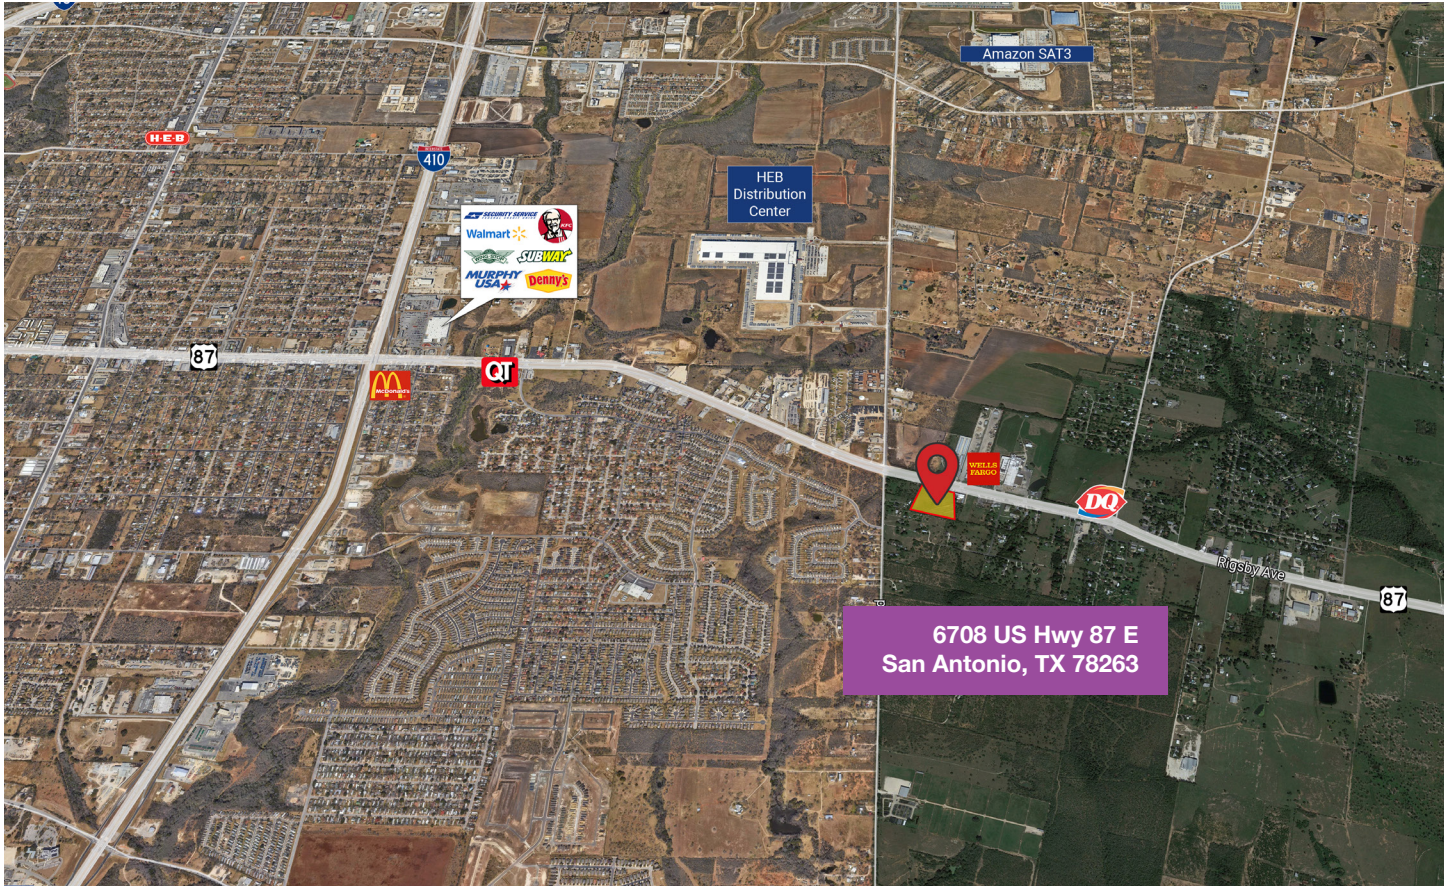 Amazon SAT3
H-E-B
410
HEB
Distribution
Center
SECURITY SERVICE
KFC
Walmart
SUBWAY
MURPHY
USA
Denny's
87
QT
McDonald's
WELLS
FARGO
DQ
Rigsby Ave
87
6708 US Hwy 87 E
San Antonio, TX 78263